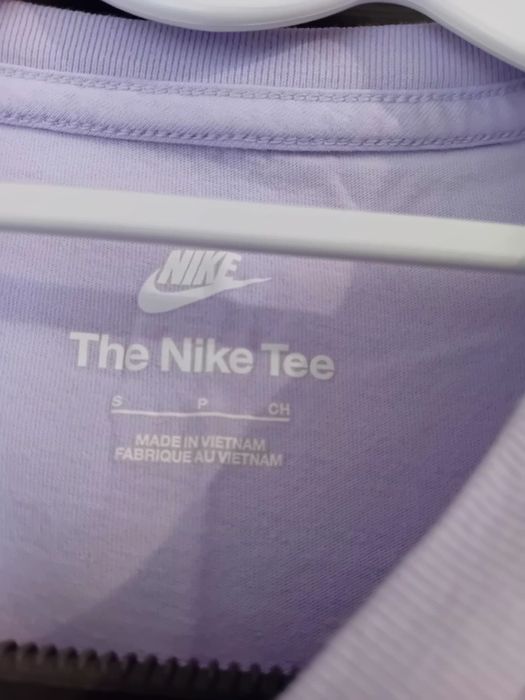 NIKE
The Nike Tee
S P CH
MADE IN VIETNAM
FABRIQUE AU VIETNAM